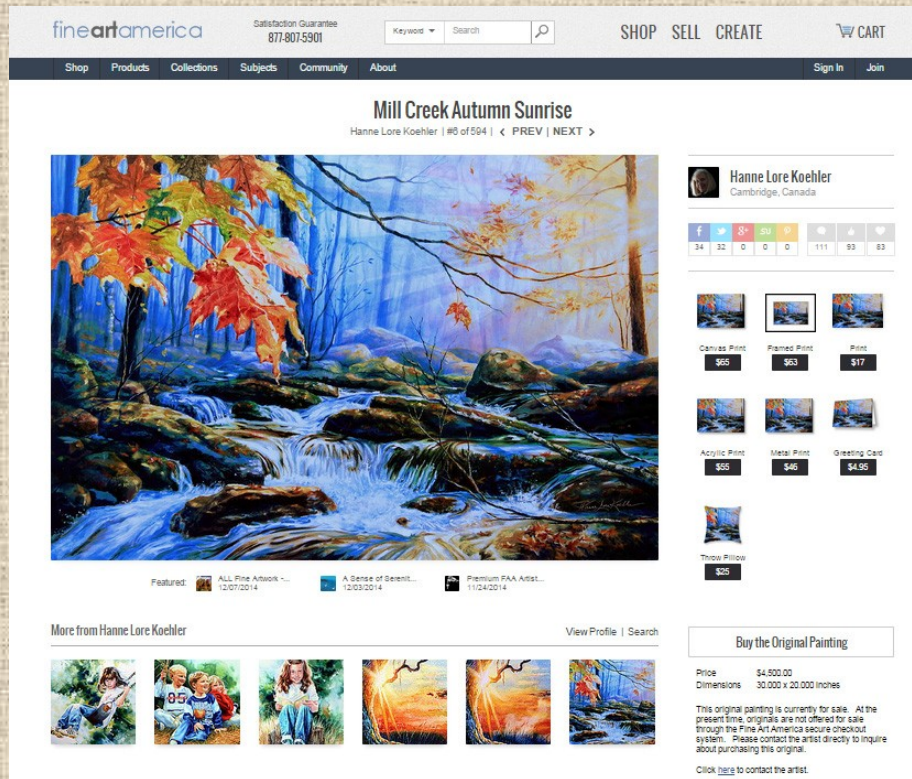 fineartamerica
Satisfaction Guarantee
877-807-5901
Keyword
Search
SHOP SELL CREATE
CART
Shop Products Collections Subjects Community About
Sign In Join
Mill Creek Autumn Sunrise
Hanne Lore Koehler | #6 of 594 | < PREV | NEXT >
Hanne Lore Koehler
Cambridge, Canada
f 8+ SU
34 32 0 0 0 111 93 83
Canvas Print Framed Print Print
$65 $63 $17
Acrylic Print Metal Print Greeting Card
$55 $46 $4.95
Throw Pillow
$25
Featured:
ALL Fine Artwork -...
12/07/2014
A Sense of Serenit...
12/03/2014
Premium FAA Artist...
11/24/2014
More from Hanne Lore Koehler
View Profile | Search
85
Buy the Original Painting
Price $4,500.00
Dimensions 30.000 x 20.000 inches
This original painting is currently for sale. At the
present time, originals are not offered for sale
through the Fine Art America secure checkout
system. Please contact the artist directly to inquire
about purchasing this original.
Click here to contact the artist.